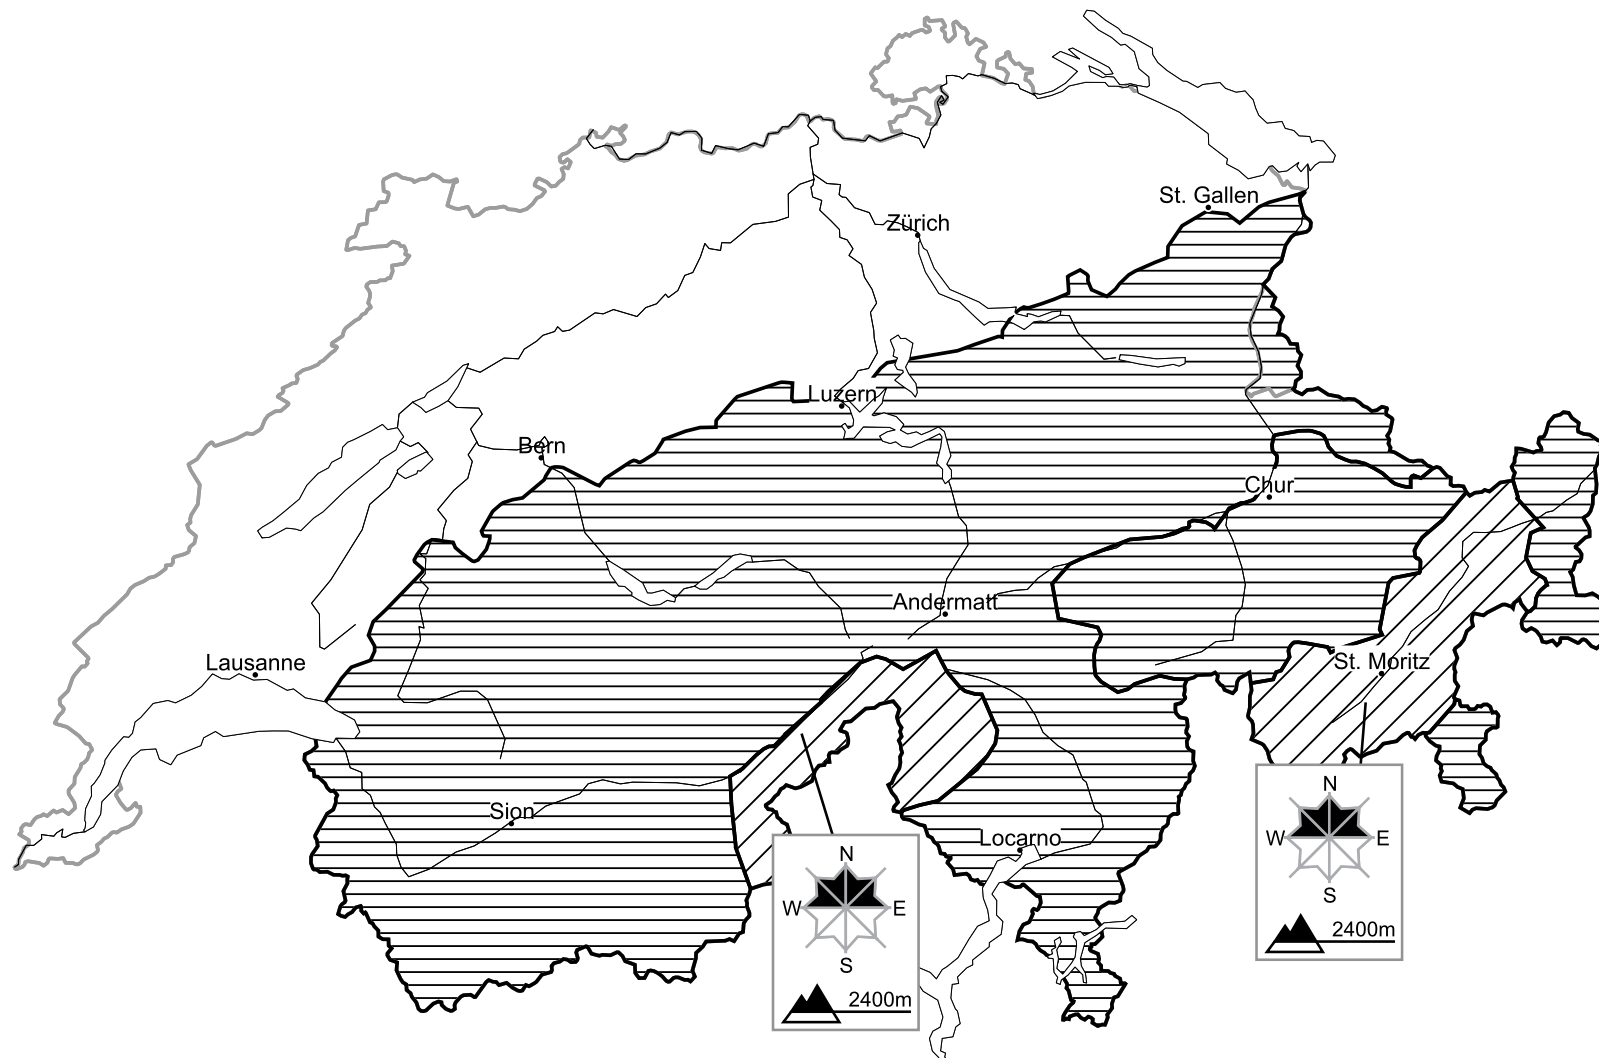 St. Gallen
Zürich
Luzern
Bern
Chur
Andermatt
Lausanne
St. Moritz
Sion
Locarno
N
W E
S
2400m
N
W E
S
2400m